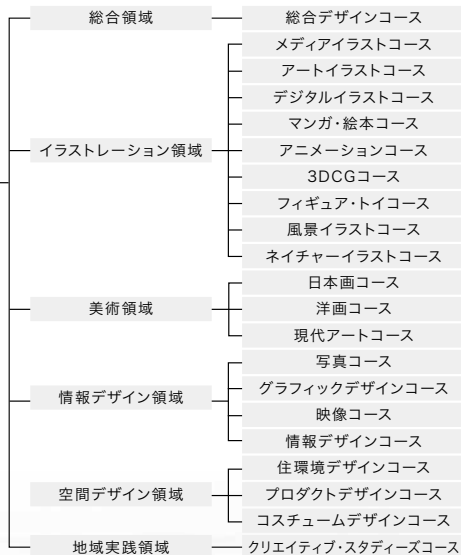 総合領域
総合デザインコース
イラストレーション領域
メディアイラストコース
アートイラストコース
デジタルイラストコース
マンガ・絵本コース
アニメーションコース
3DCGコース
フィギュア・トイコース
風景イラストコース
ネイチャーイラストコース
美術領域
日本画コース
洋画コース
現代アートコース
情報デザイン領域
写真コース
グラフィックデザインコース
映像コース
情報デザインコース
空間デザイン領域
住環境デザインコース
プロダクトデザインコース
コスチュームデザインコース
地域実践領域
クリエイティブ・スタディーズコース